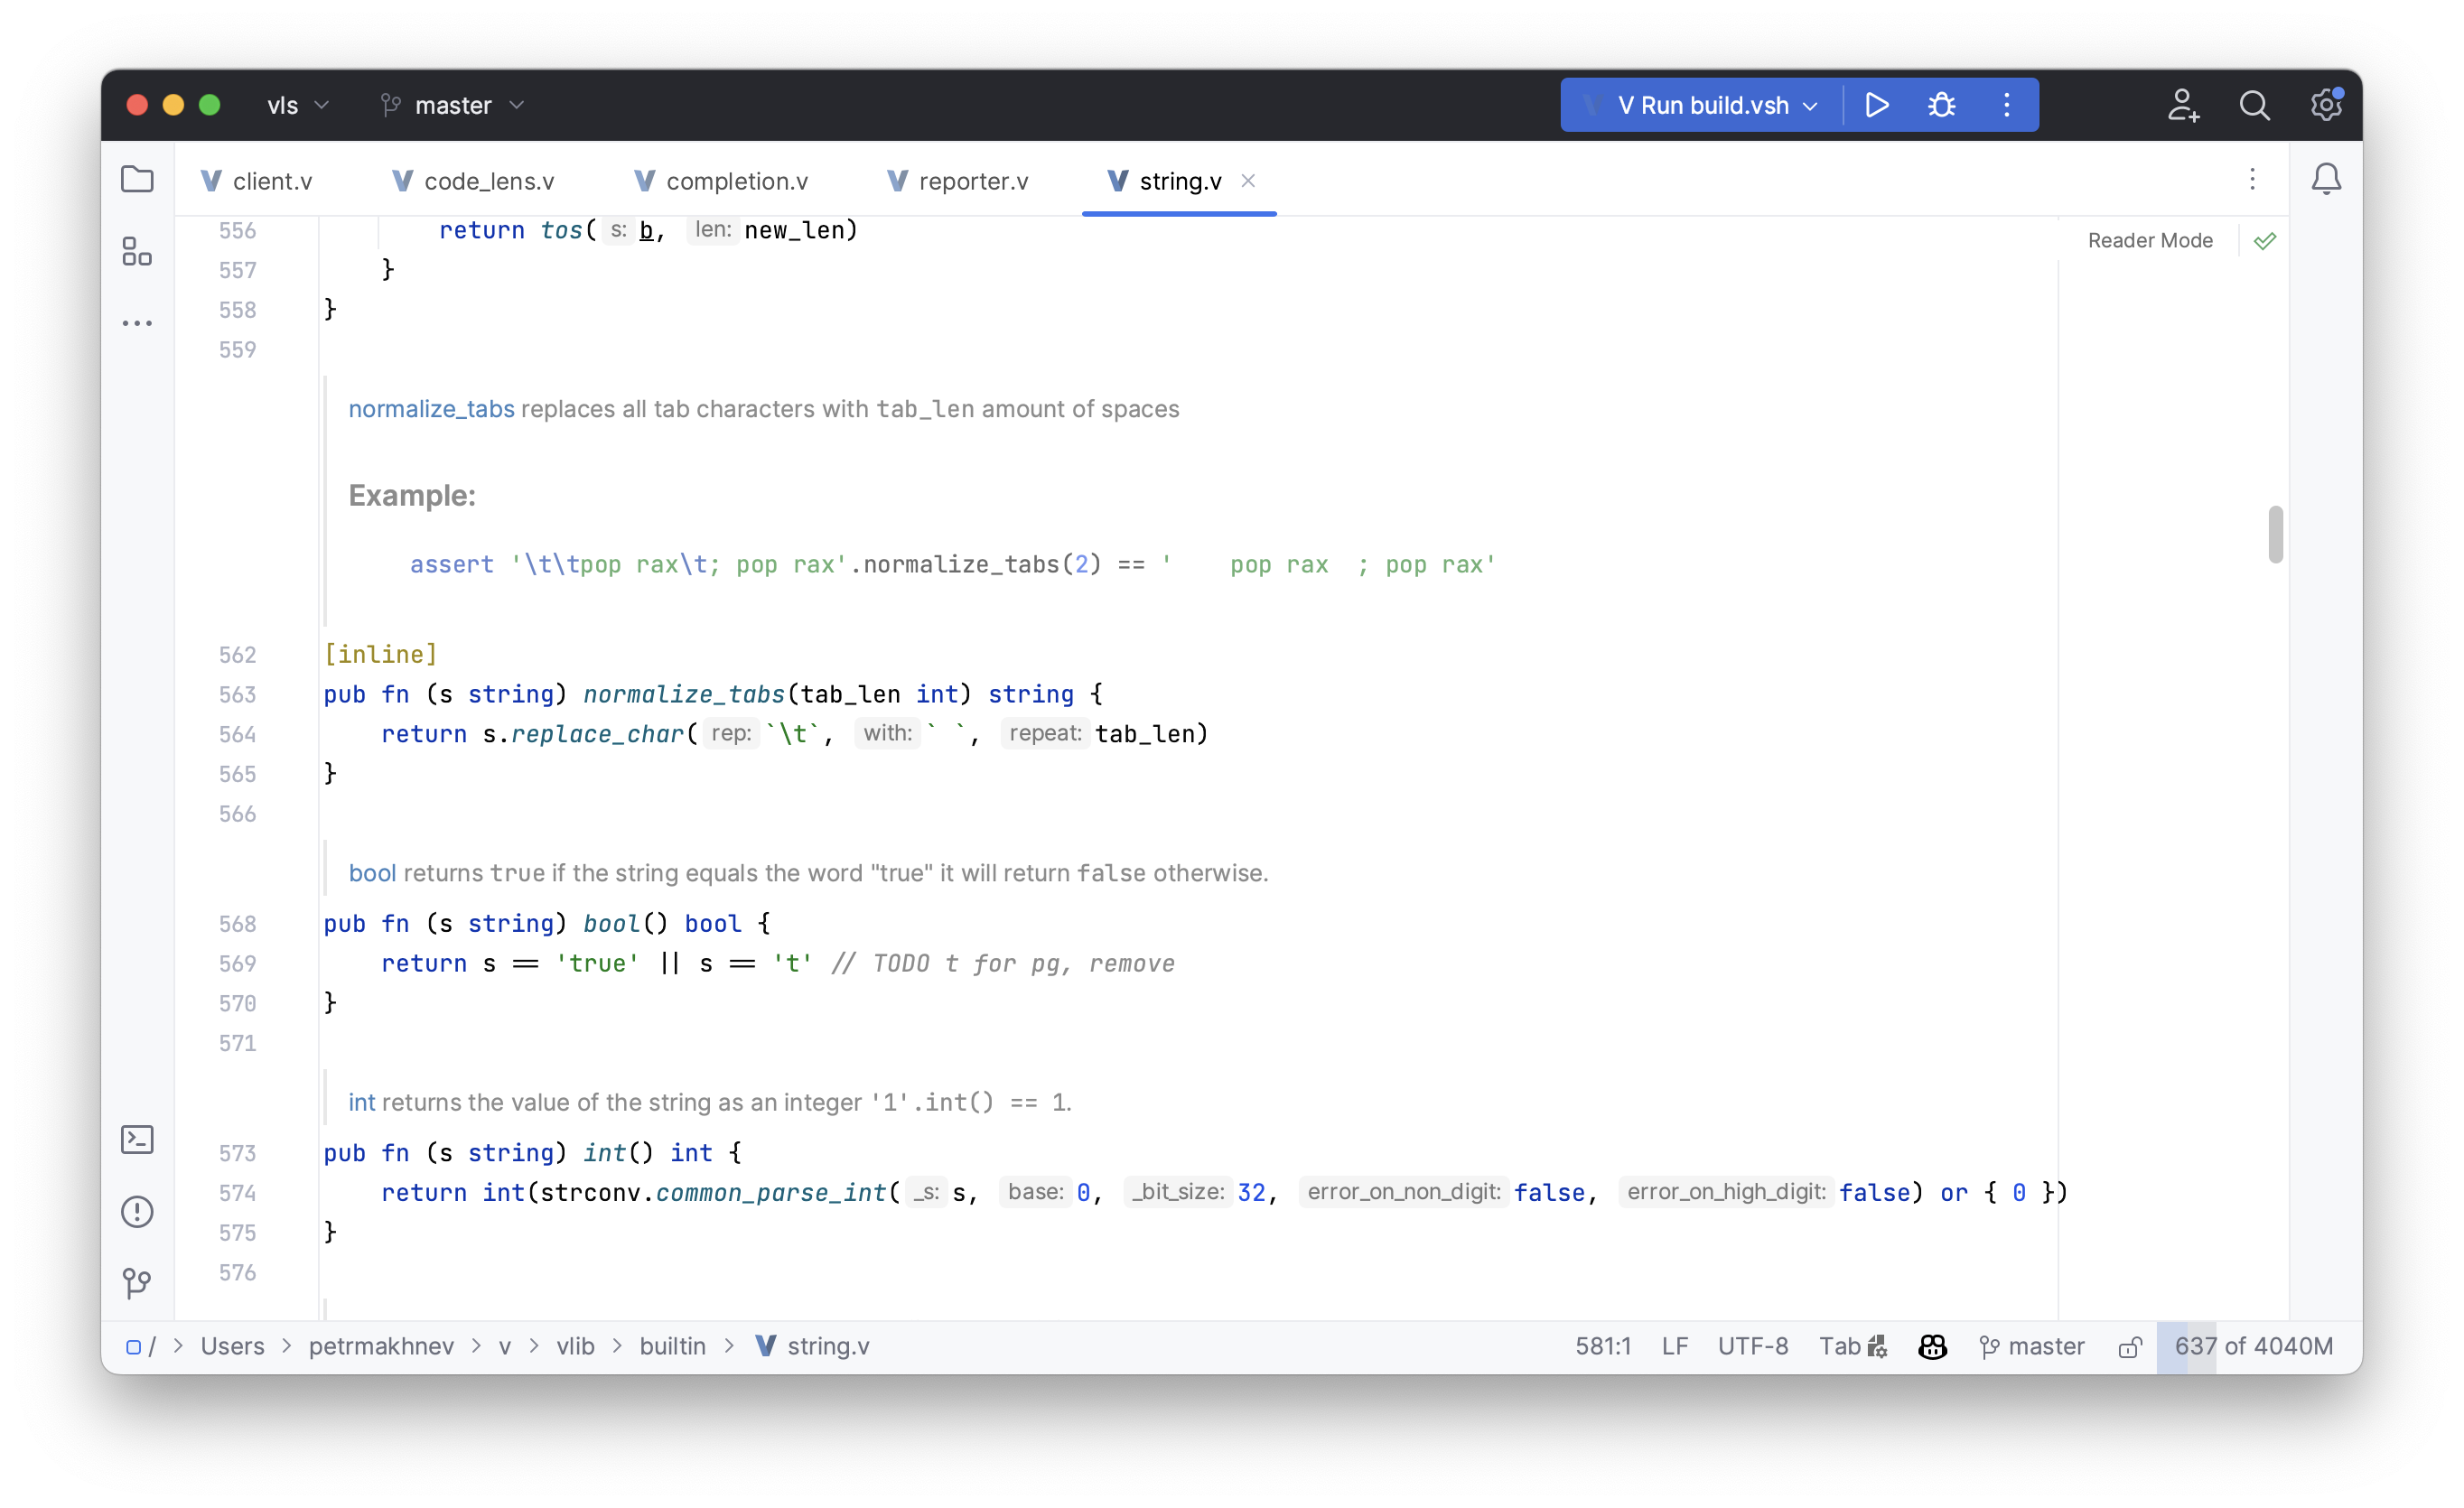 vls master V Run build.vsh
client.v code_lens.v completion.v reporter.v string.v
Reader Mode
556 return tos( s: b, len: new_len)
557 }
558 }
559
normalize_tabs replaces all tab characters with tab_len amount of spaces
Example:
assert '\t\tpop rax\t; pop rax'.normalize_tabs(2) == '    pop rax  ; pop rax'
562 [inline]
563 pub fn (s string) normalize_tabs(tab_len int) string {
564 return s.replace_char( rep: `\t`, with: ` `, repeat: tab_len)
565 }
566
bool returns true if the string equals the word "true" it will return false otherwise.
568 pub fn (s string) bool() bool {
569 return s == 'true' || s == 't' // TODO t for pg, remove
570 }
571
int returns the value of the string as an integer '1'.int() == 1.
573 pub fn (s string) int() int {
574 return int(strconv.common_parse_int( _s: s, base: 0, _bit_size: 32, error_on_non_digit: false, error_on_high_digit: false) or { 0 })
575 }
576
/ > Users > petrmakhnev > v > vlib > builtin > string.v 581:1 LF UTF-8 Tab master 637 of 4040M